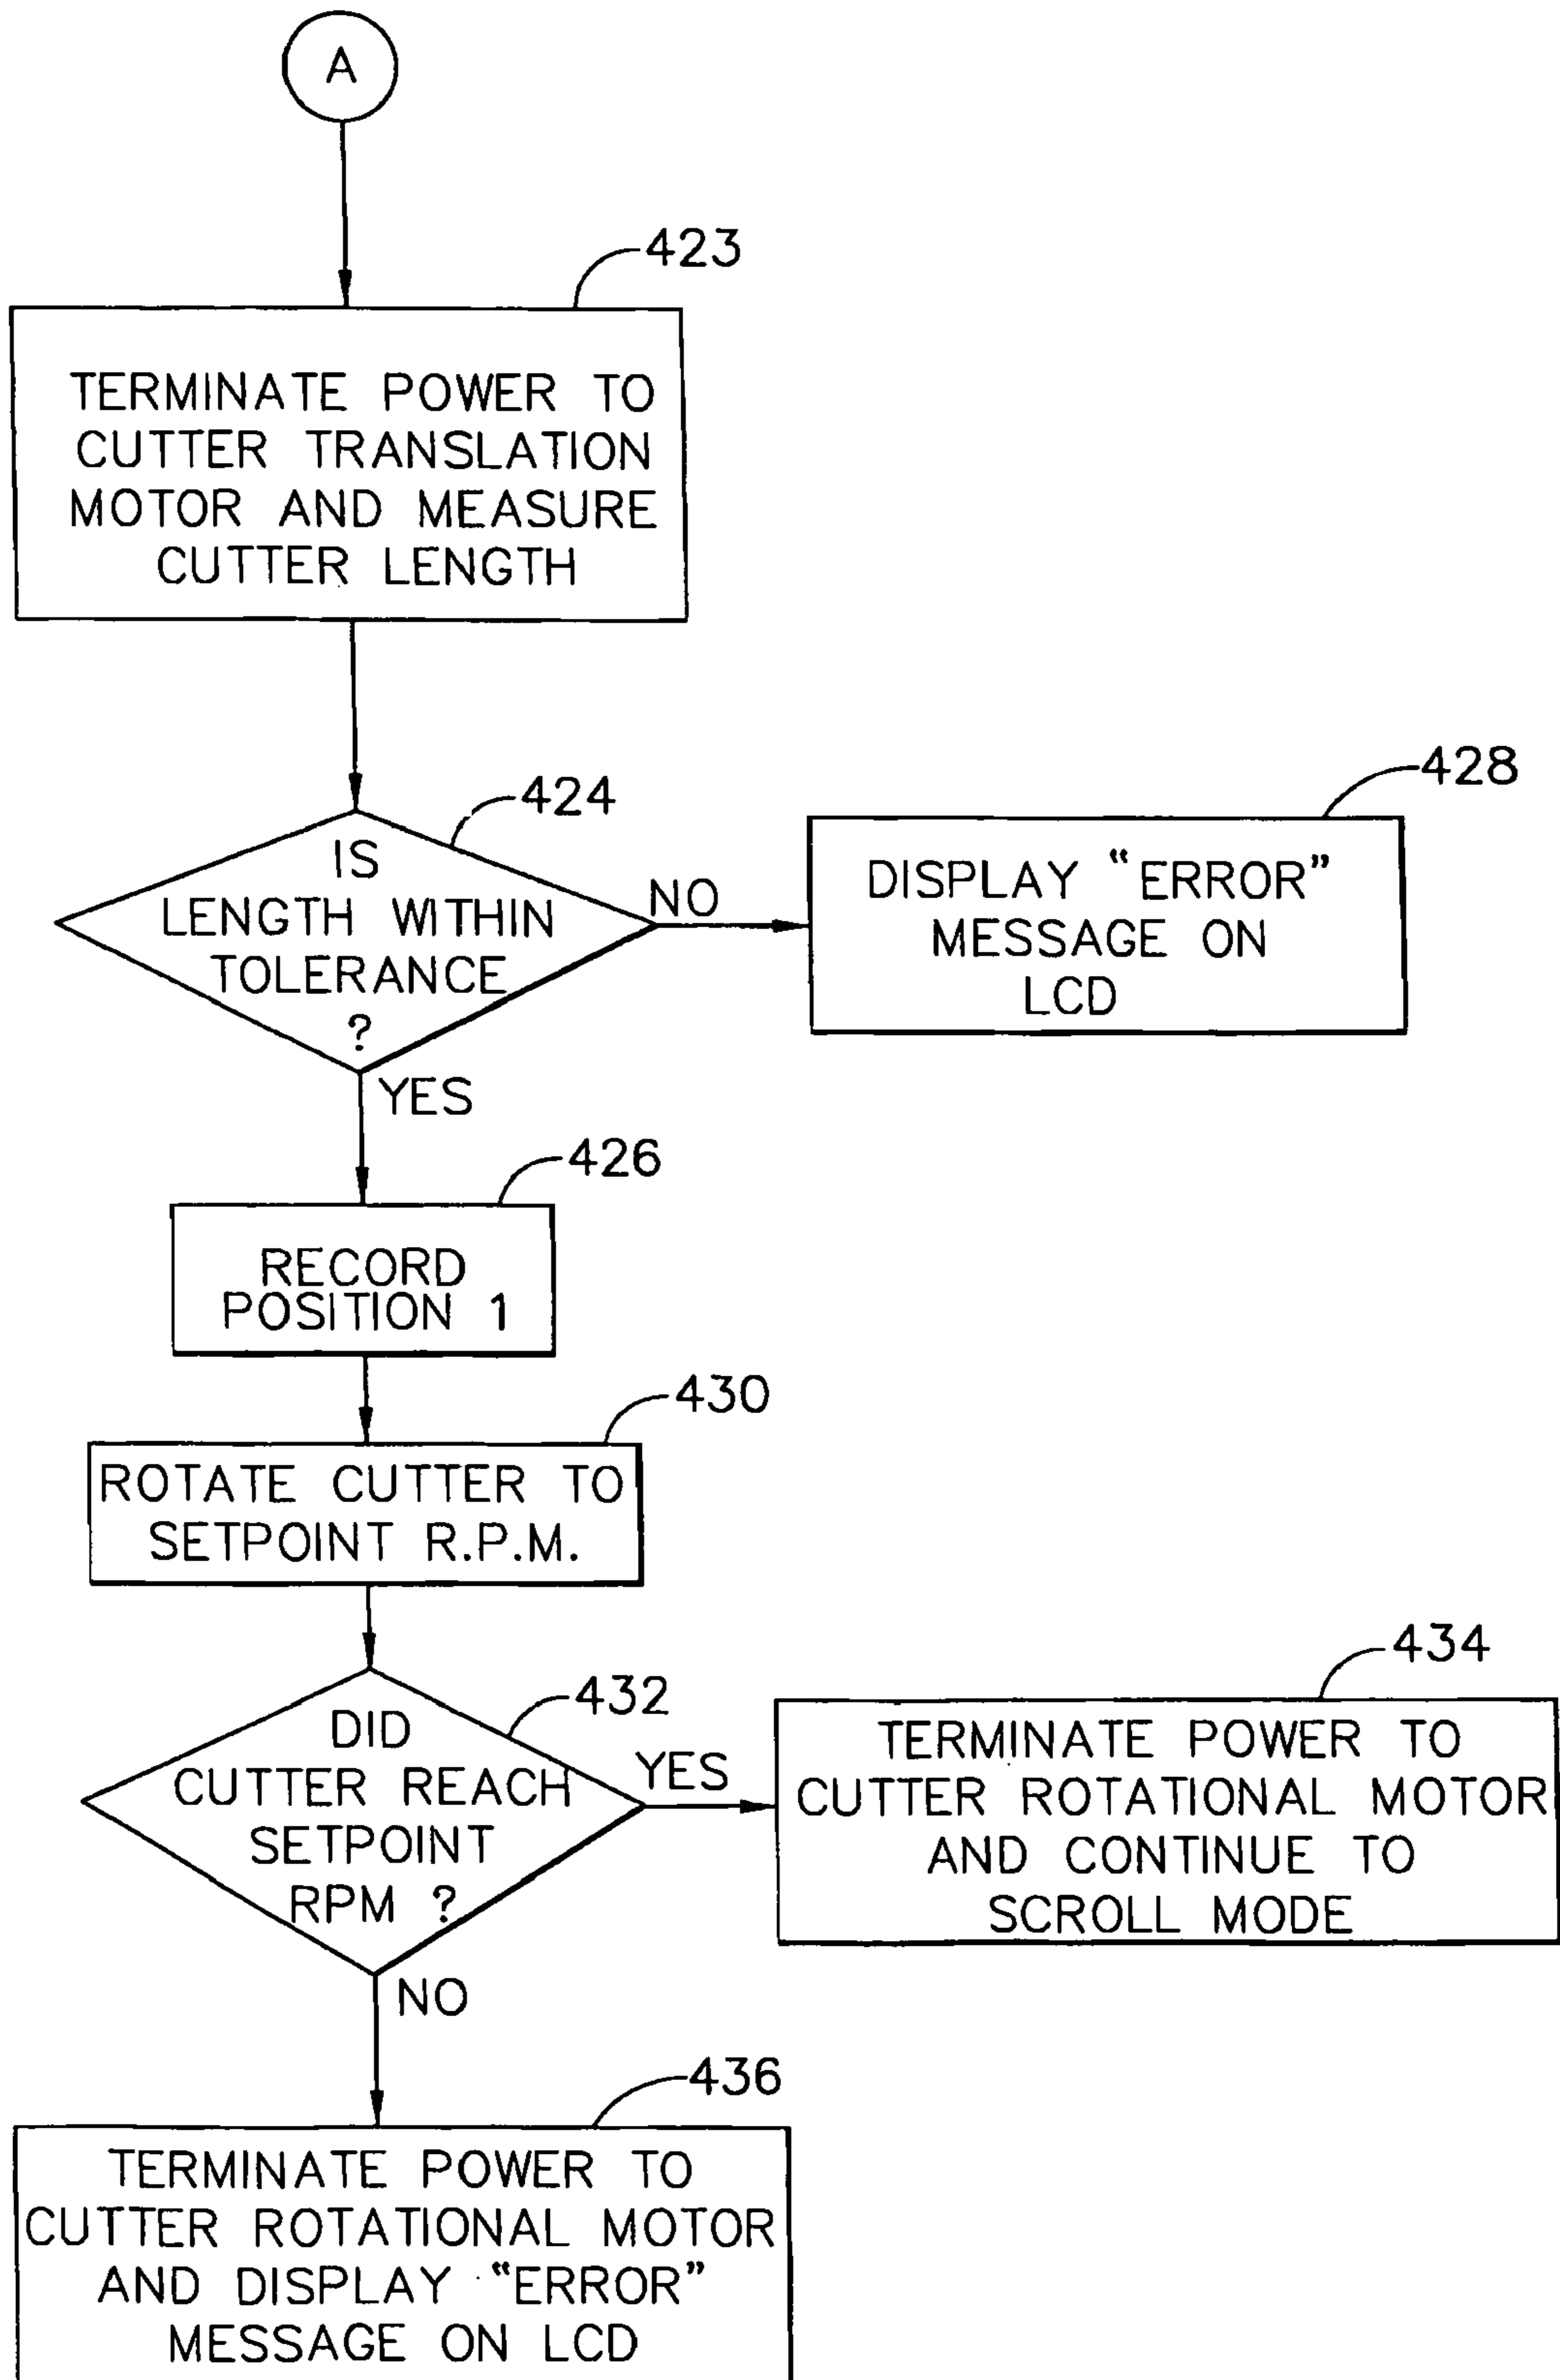 A
423
TERMINATE POWER TO
CUTTER TRANSLATION
MOTOR AND MEASURE
CUTTER LENGTH
424
IS
LENGTH WITHIN
TOLERANCE
?
NO
428
DISPLAY “ERROR”
MESSAGE ON
LCD
YES
426
RECORD
POSITION 1
430
ROTATE CUTTER TO
SETPOINT R.P.M.
432
DID
CUTTER REACH
SETPOINT
RPM ?
YES
434
TERMINATE POWER TO
CUTTER ROTATIONAL MOTOR
AND CONTINUE TO
SCROLL MODE
NO
436
TERMINATE POWER TO
CUTTER ROTATIONAL MOTOR
AND DISPLAY “ERROR”
MESSAGE ON LCD